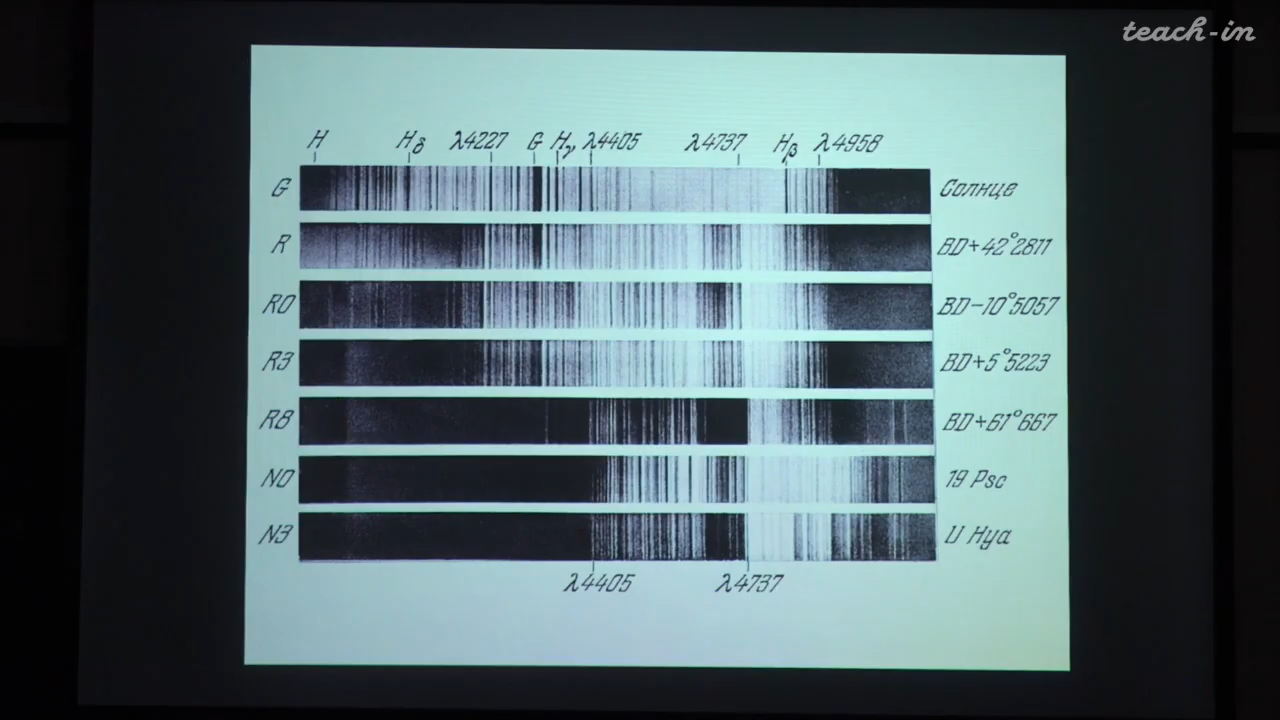 teach-in
H Hδ λ4227 G Hγ λ4405 λ4737 Hβ λ4958
G Солнце
R BD+42°2811
R0 BD-10°5057
R3 BD+5°5223
R8 BD+61°667
N0 19 Psc
N3 U Hya
λ4405 λ4737